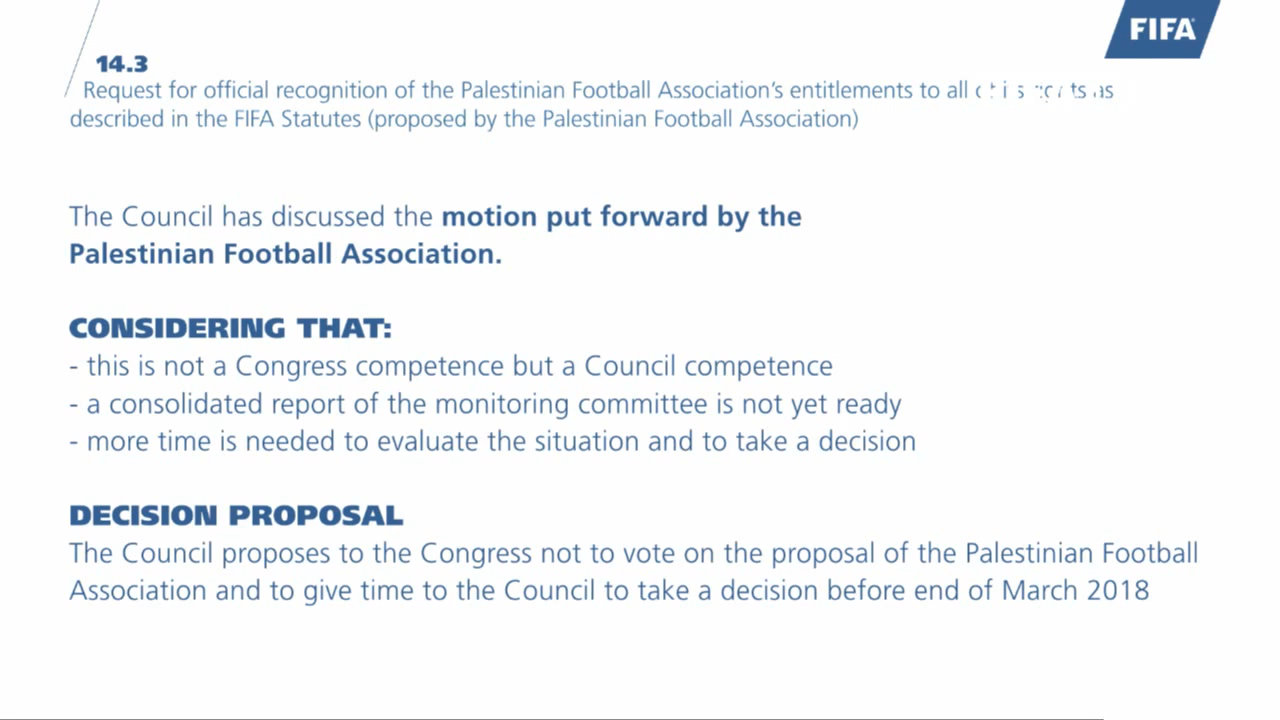 FIFA
14.3
Request for official recognition of the Palestinian Football Association's entitlements to all as
described in the FIFA Statutes (proposed by the Palestinian Football Association)
The Council has discussed the motion put forward by the
Palestinian Football Association.
CONSIDERING THAT:
- this is not a Congress competence but a Council competence
- a consolidated report of the monitoring committee is not yet ready
- more time is needed to evaluate the situation and to take a decision
DECISION PROPOSAL
The Council proposes to the Congress not to vote on the proposal of the Palestinian Football
Association and to give time to the Council to take a decision before end of March 2018